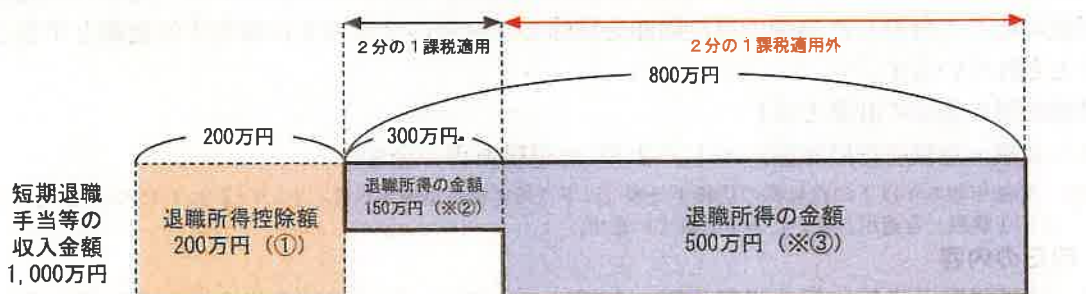 2分の1課税適用
2分の1課税適用外
800万円
200万円
300万円
短期退職
手当等の
収入金額
1,000万円
退職所得控除額
200万円（①）
退職所得の金額
150万円（※②）
退職所得の金額
500万円（※③）